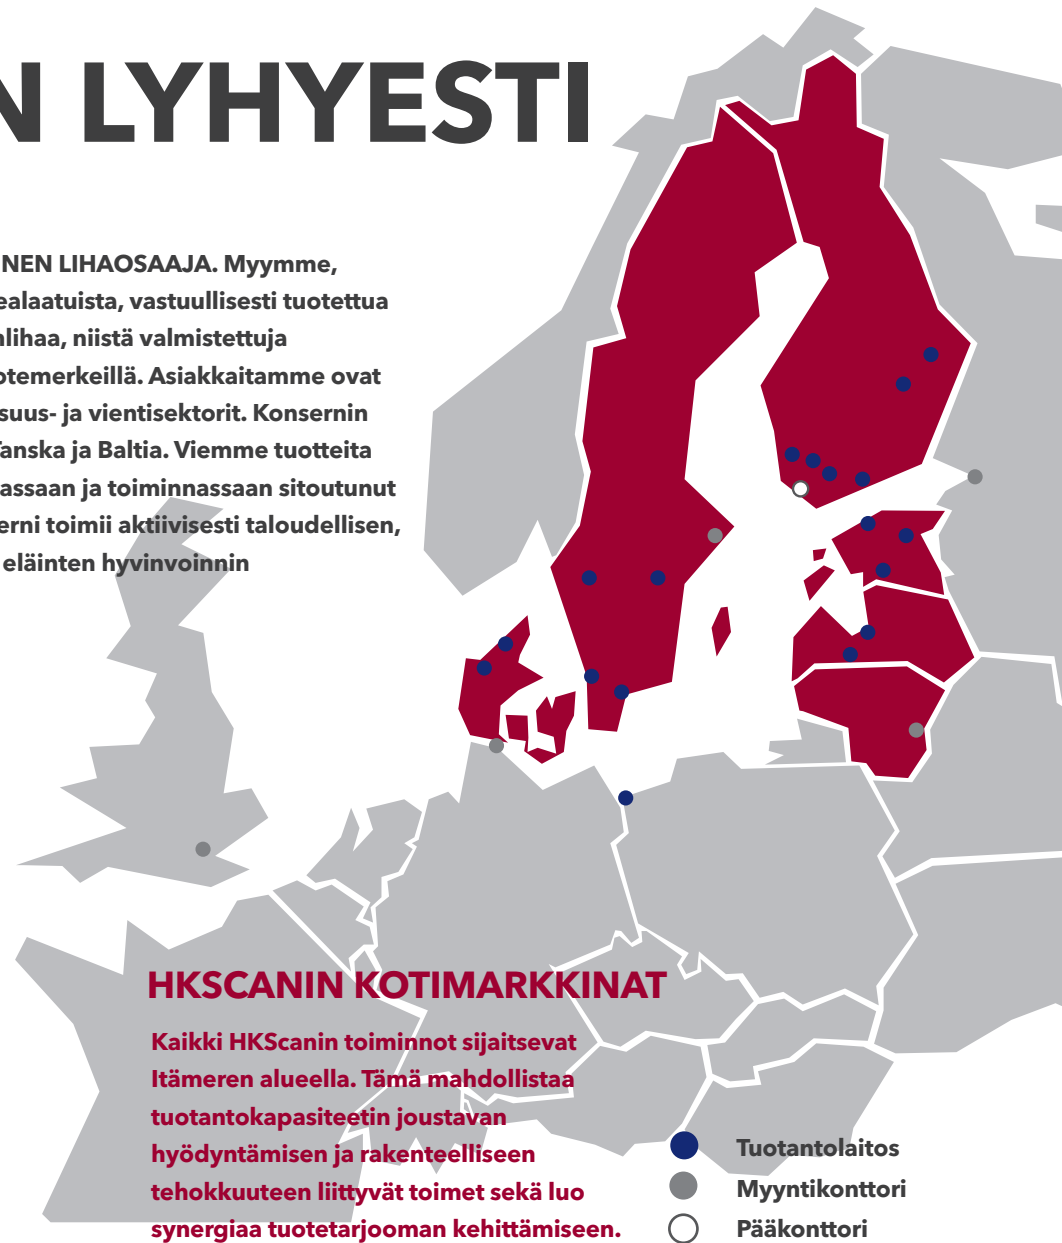 N LYHYESTI
NEN LIHAOSAAJA. Myymme,
ealaatuista, vastuullisesti tuotettua
nlihaa, niistä valmistettuja
otemerkeillä. Asiakkaitamme ovat
suus- ja vientisektorit. Konsernin
Tanska ja Baltia. Viemme tuotteita
assaan ja toiminnassaan sitoutunut
erni toimii aktiivisesti taloudellisen,
eläinten hyvinvoinnin
HKSCANIN KOTIMARKKINAT
Kaikki HKScanin toiminnot sijaitsevat
Itämeren alueella. Tämä mahdollistaa
tuotantokapasiteetin joustavan
hyödyntämisen ja rakenteelliseen
tehokkuuteen liittyvät toimet sekä luo
synergiaa tuotetarjooman kehittämiseen.
Tuotantolaitos
Myyntikonttori
Pääkonttori